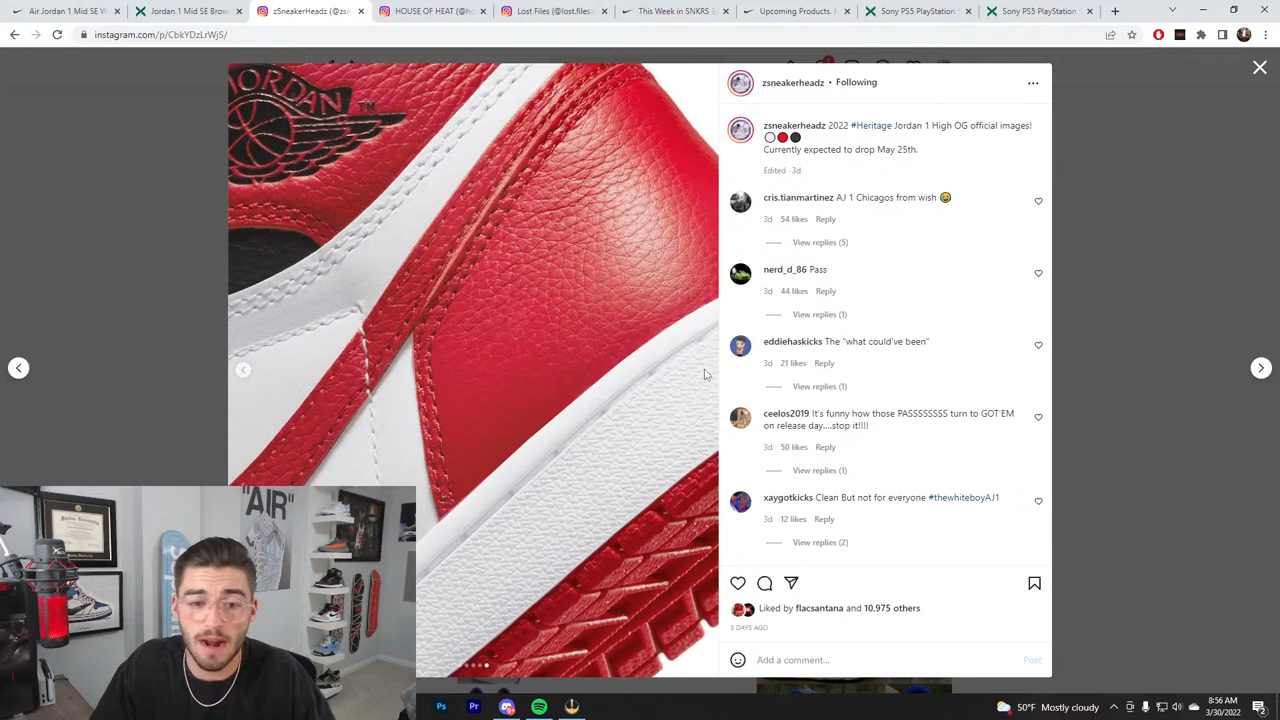 Air Jordan 1 Mid SE W
Jordan 1 Mid SE Brow
zsneakerheadz (@zsne
HOUSE OF HEAT (@h
Lost Files (@lost.files.
This Week in SNKRS 3
Upcoming Products.
Sony PS5 PlayStation
Sony PS5 PlayStation
instagram.com/p/CbkYDzLrWjS/
JORDAN
TM
zsneakerheadz • Following
zsneakerheadz 2022 #Heritage Jordan 1 High OG official images!
Currently expected to drop May 25th.
Edited · 3d
cris.tianmartinez AJ 1 Chicagos from wish 😂
3d 54 likes Reply
View replies (5)
nerd_d_86 Pass
3d 44 likes Reply
View replies (1)
eddiehaskicks The "what could've been"
3d 21 likes Reply
View replies (1)
ceelos2019 It's funny how those PASSSSSSSS turn to GOT'EM
on release day....stop it!!!!
3d 50 likes Reply
View replies (1)
xaygotkicks Clean But not for everyone #thewhiteboyAJ1
3d 12 likes Reply
View replies (2)
Liked by flacsantana and 10,975 others
3 DAYS AGO
Add a comment...
Post
"AIR"
Ps
Pr
50°F Mostly cloudy
8:56 AM
3/30/2022